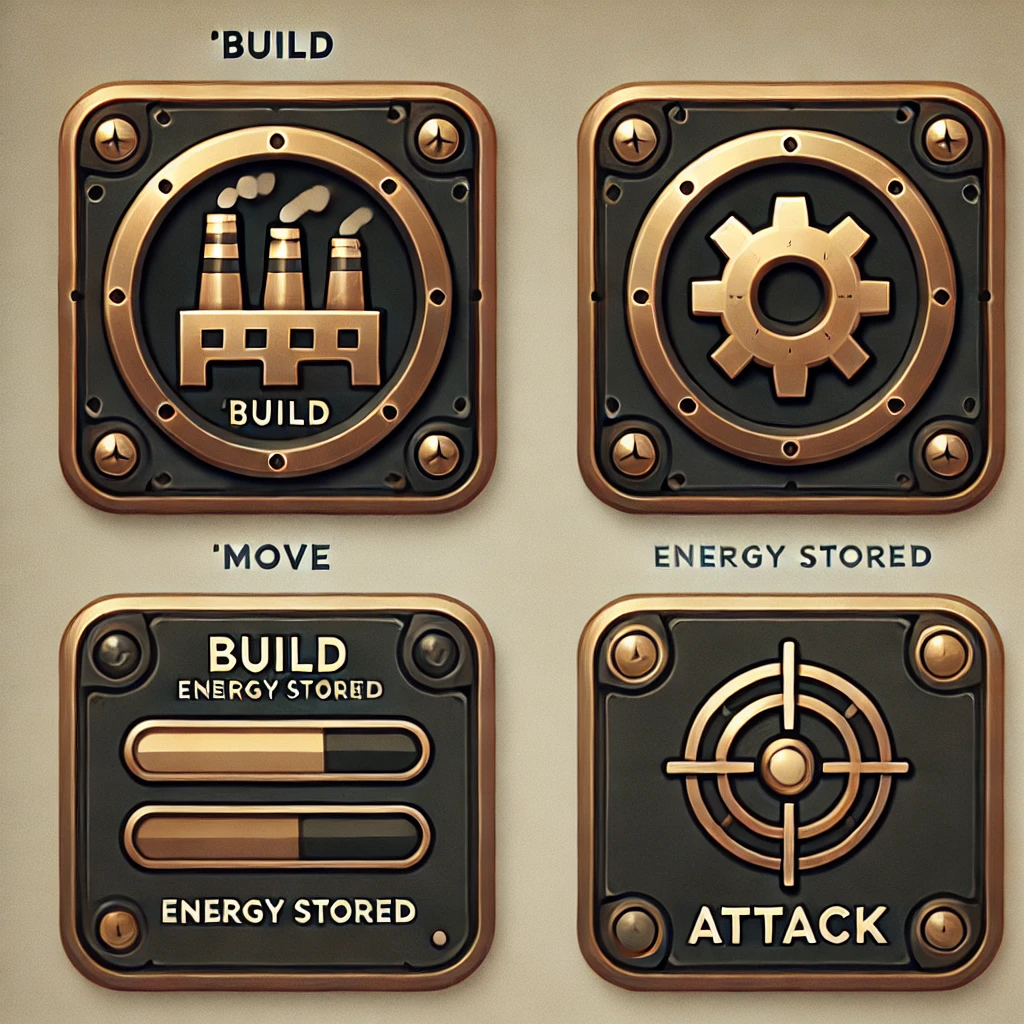 'BUILD
'BUILD
'MOVE
ENERGY STORED
BUILD
ENERGY STORED
ENERGY STORED
ATTACK